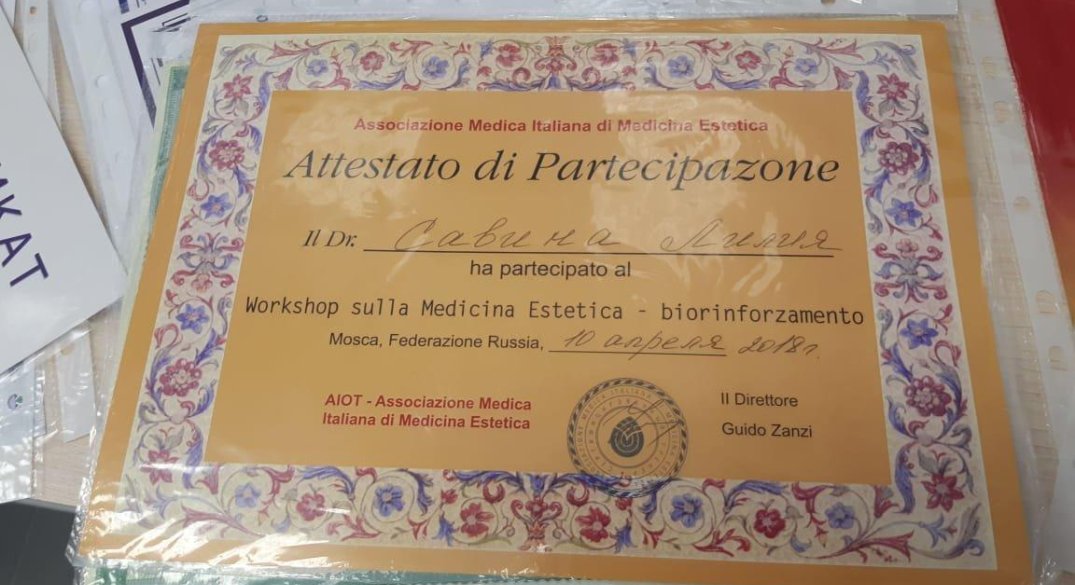 Associazione Medica Italiana di Medicina Estetica
Attestato di Partecipazone
Il Dr. Савина Лилия
ha partecipato al
Workshop sulla Medicina Estetica - biorinforzamento
Mosca, Federazione Russia, 10 апреля 2018г.
AIOT - Associazione Medica
Italiana di Medicina Estetica
Il Direttore
Guido Zanzi
КАТ